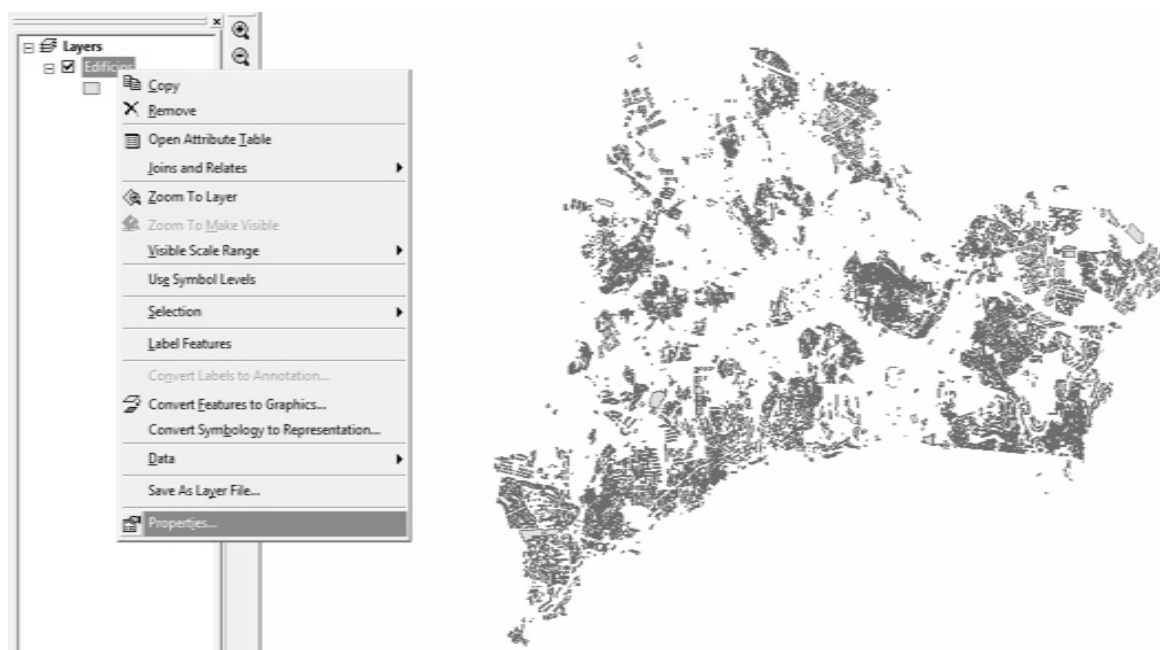 Layers
Edificios
Copy
Remove
Open Attribute Table
Joins and Relates
Zoom To Layer
Zoom To Make Visible
Visible Scale Range
Use Symbol Levels
Selection
Label Features
Convert Labels to Annotation...
Convert Features to Graphics...
Convert Symbology to Representation...
Data
Save As Layer File...
Properties...